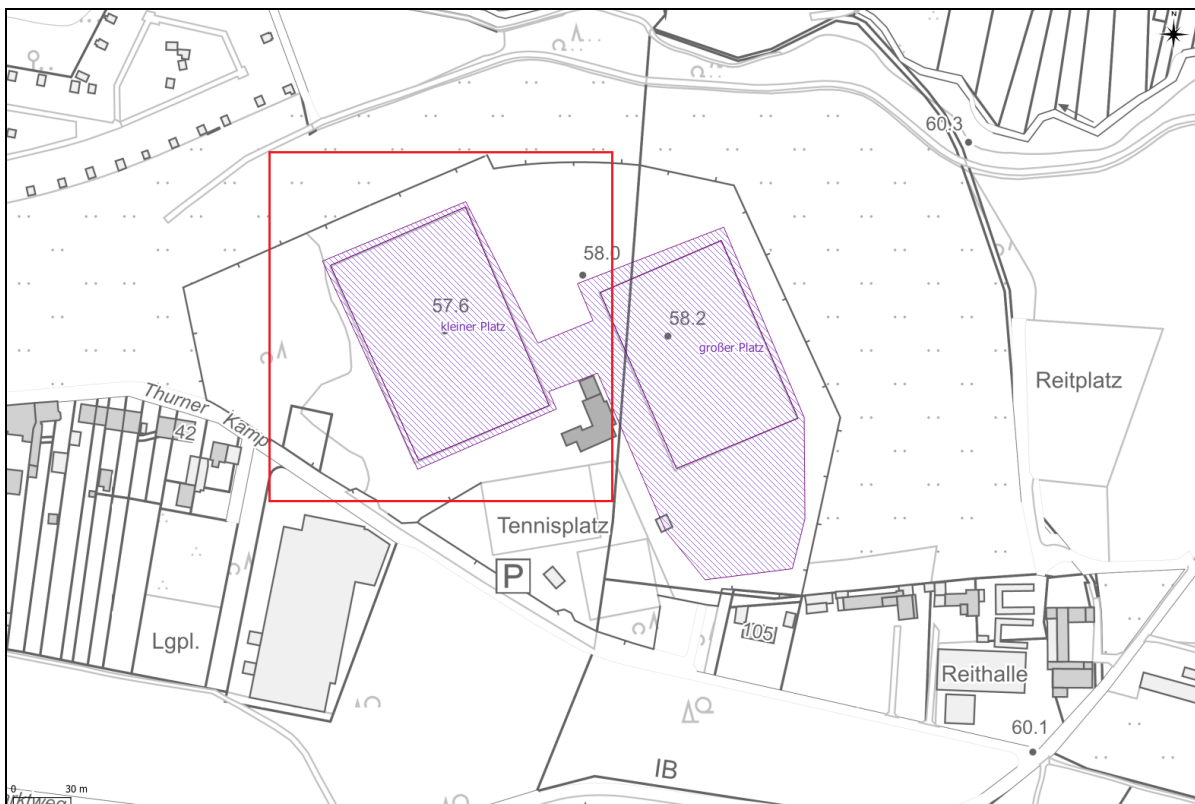 N
60.3
58.0
57.6
kleiner Platz
58.2
großer Platz
Reitplatz
Thurner Kamp
42
Tennisplatz
P
Lgpl.
105
Reithalle
60.1
IB
0 30 m